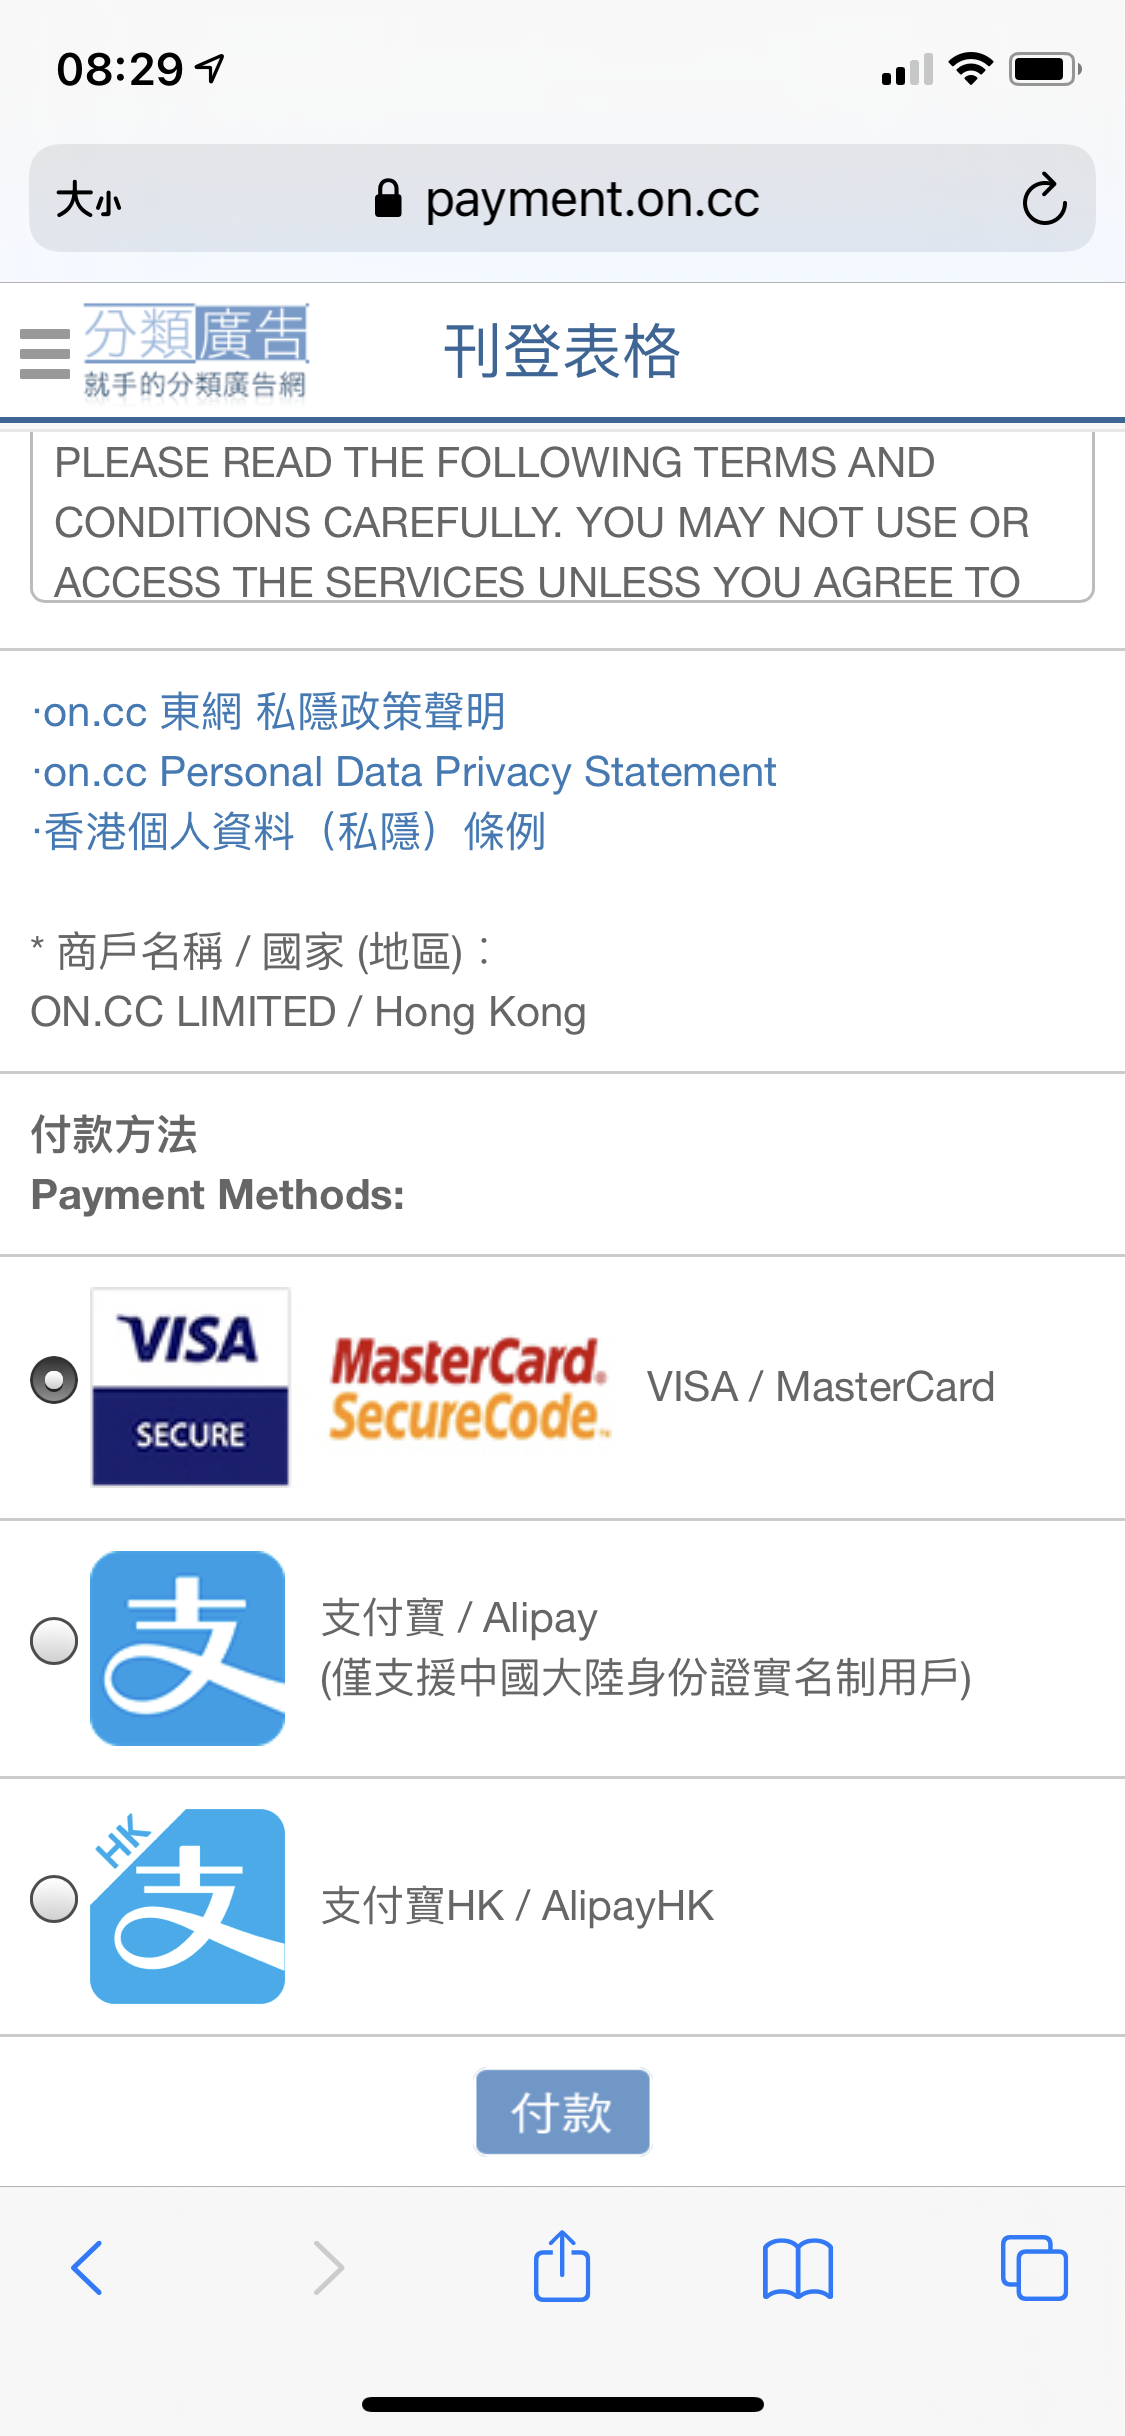 08:29
大小 payment.on.cc
分類廣告
就手的分類廣告網
刊登表格
PLEASE READ THE FOLLOWING TERMS AND
CONDITIONS CAREFULLY. YOU MAY NOT USE OR
ACCESS THE SERVICES UNLESS YOU AGREE TO
·on.cc 東網 私隱政策聲明
·on.cc Personal Data Privacy Statement
·香港個人資料（私隱）條例
* 商戶名稱 / 國家 (地區)：
ON.CC LIMITED / Hong Kong
付款方法
Payment Methods:
VISA
SECURE
MasterCard.
SecureCode.
VISA / MasterCard
支
支付寶 / Alipay
(僅支援中國大陸身份證實名制用戶)
HK
支
支付寶HK / AlipayHK
付款